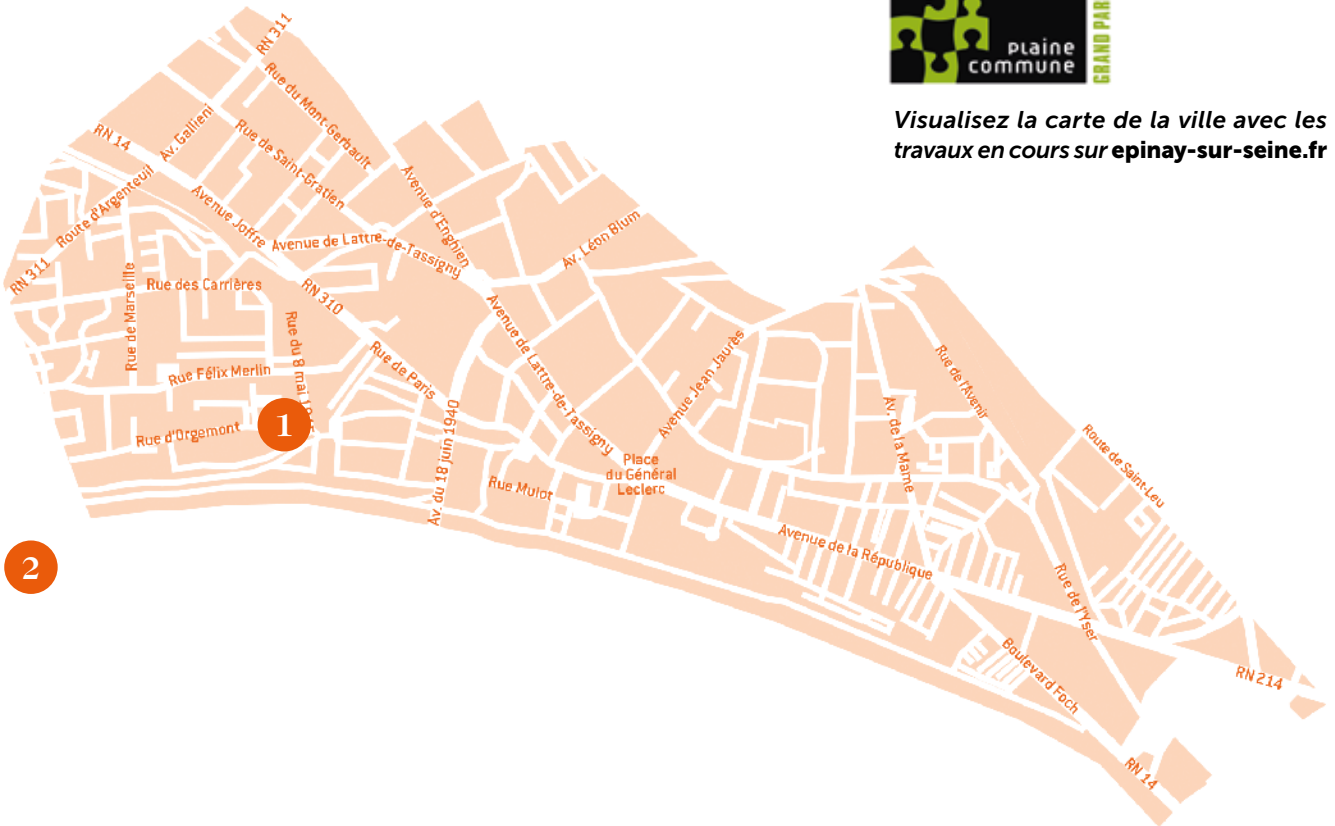 plaine
commune
GRAND PAR
Visualisez la carte de la ville avec les
travaux en cours sur epinay-sur-seine.fr
RN 311
Rue du Mont-Gerbault
RN 14
Av. Gallieni
Rue de Saint-Gratien
Route d'Argenteuil
Avenue Joffre
Avenue d'Enghien
Avenue de Lattre-de-Tassigny
Av. Léon Blum
RN 311
Rue de Marseille
Rue des Carrières
RN 310
Rue du 8 mai
Avenue de Lattre-de-Tassigny
Rue de Paris
Rue Félix Merlin
Avenue Jean Jaurès
Rue de l'Avenir
Av. de la Marne
1
Rue d'Orgemont
Av. du 18 juin 1940
Place
du Général
Leclerc
Rue Mulot
Route de Saint-Leu
Avenue de la République
2
Rue de l'Yser
Boulevard Foch
RN 214
RN 14